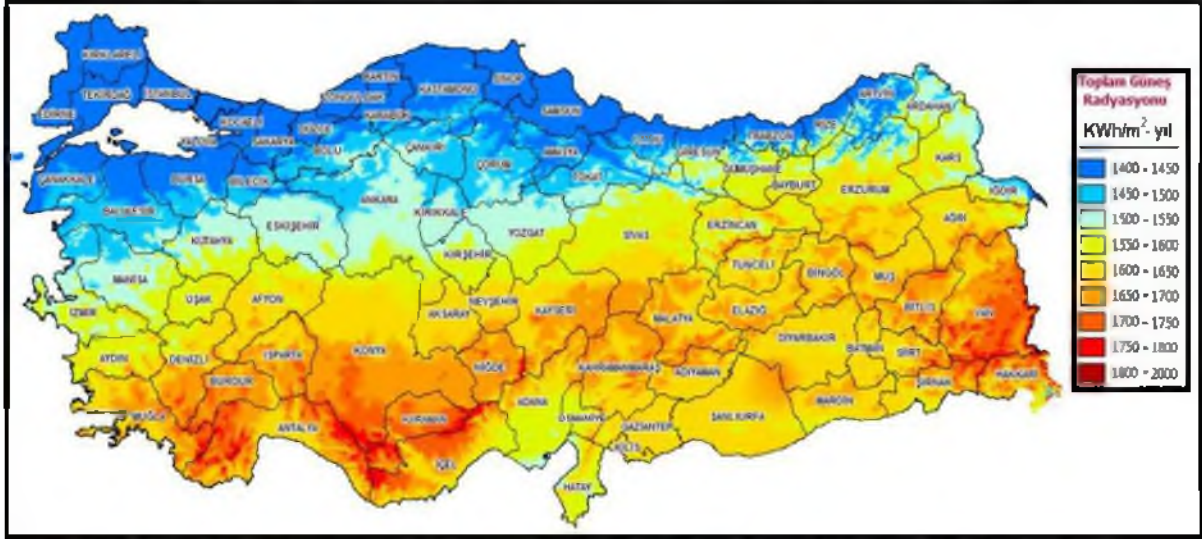 Toplam Güneş
Radyasyonu
KWh/m²- yıl
1400 - 1450
1450 - 1500
1500 - 1550
1550 - 1600
1600 - 1650
1650 - 1700
1700 - 1750
1750 - 1800
1800 - 2000
KIRKLARELİ
TEKİRDAĞ
İSTANBUL
EDİRNE
KOCAELİ
YALOVA
SAKARYA
DÜZCE
ZONGULDAK
BARTIN
KARABÜK
KASTAMONU
SİNOP
SAMSUN
BOLU
ÇANKIRI
ÇORUM
AMASYA
TOKAT
ORDU
GİRESUN
TRABZON
RİZE
ARTVİN
ARDAHAN
GÜMÜŞHANE
BAYBURT
ERZURUM
KARS
IĞDIR
AĞRI
ÇANAKKALE
BURSA
BİLECİK
BALIKESİR
KÜTAHYA
ESKİŞEHİR
ANKARA
KIRIKKALE
YOZGAT
SİVAS
ERZİNCAN
KIRŞEHİR
MANİSA
UŞAK
AFYON
İZMİR
AYDIN
DENİZLİ
ISPARTA
BURDUR
MUĞLA
ANTALYA
KONYA
AKSARAY
NEVŞEHİR
KAYSERİ
NİĞDE
KARAMAN
İÇEL
ADANA
OSMANİYE
HATAY
KAHRAMANMARAŞ
MALATYA
TUNCELİ
ELAZIĞ
BİNGÖL
MUŞ
BİTLİS
VAN
DİYARBAKIR
BATMAN
SİİRT
ŞIRNAK
HAKKARİ
ADIYAMAN
GAZİANTEP
KİLİS
ŞANLIURFA
MARDİN